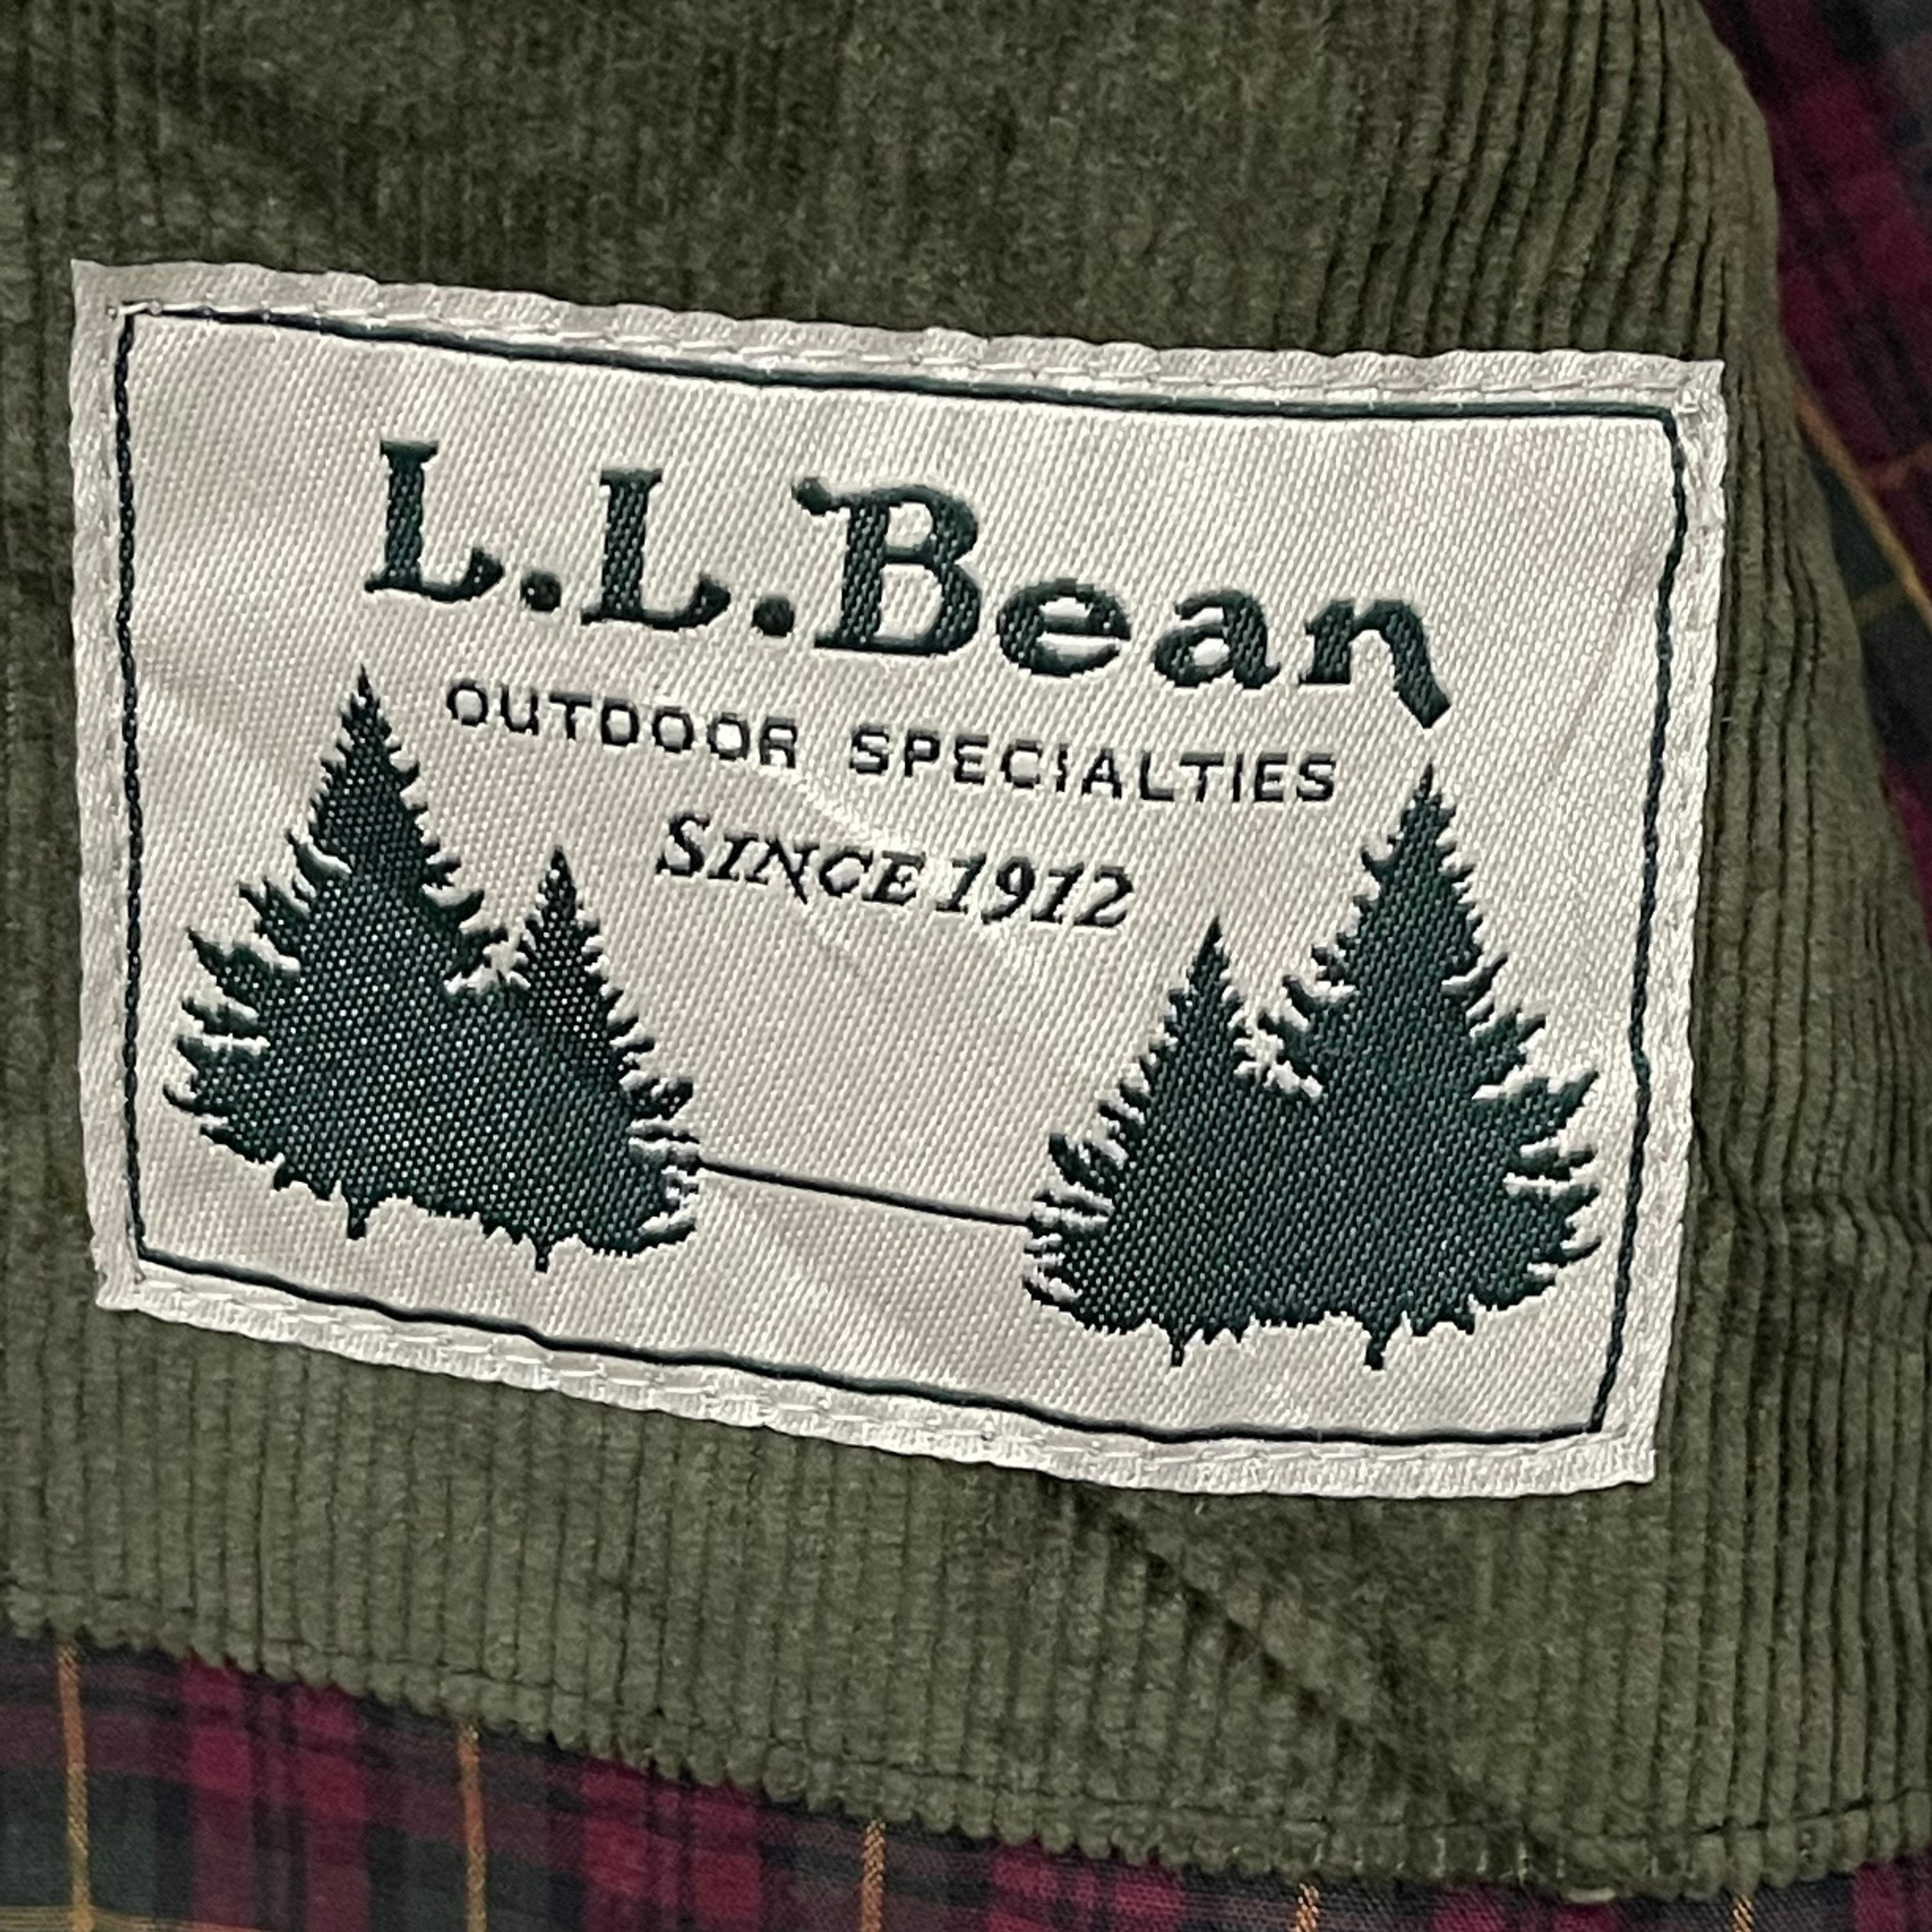 L.L.Bean
OUTDOOR SPECIALTIES
SINCE 1912